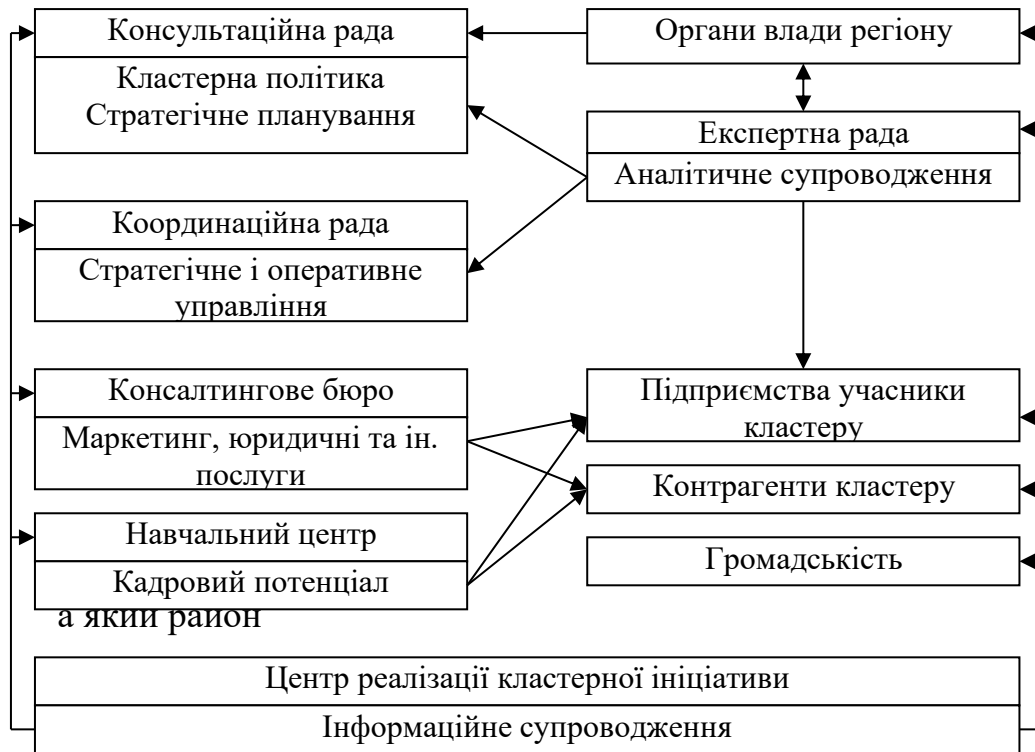 Консультаційна рада
Кластерна політика
Стратегічне планування
Органи влади регіону
Експертна рада
Аналітичне супроводження
Координаційна рада
Стратегічне і оперативне
управління
Консалтингове бюро
Маркетинг, юридичні та ін.
послуги
Підприємства учасники
кластеру
Контрагенти кластеру
Навчальний центр
Кадровий потенціал
Громадськість
а який район
Центр реалізації кластерної ініціативи
Інформаційне супроводження